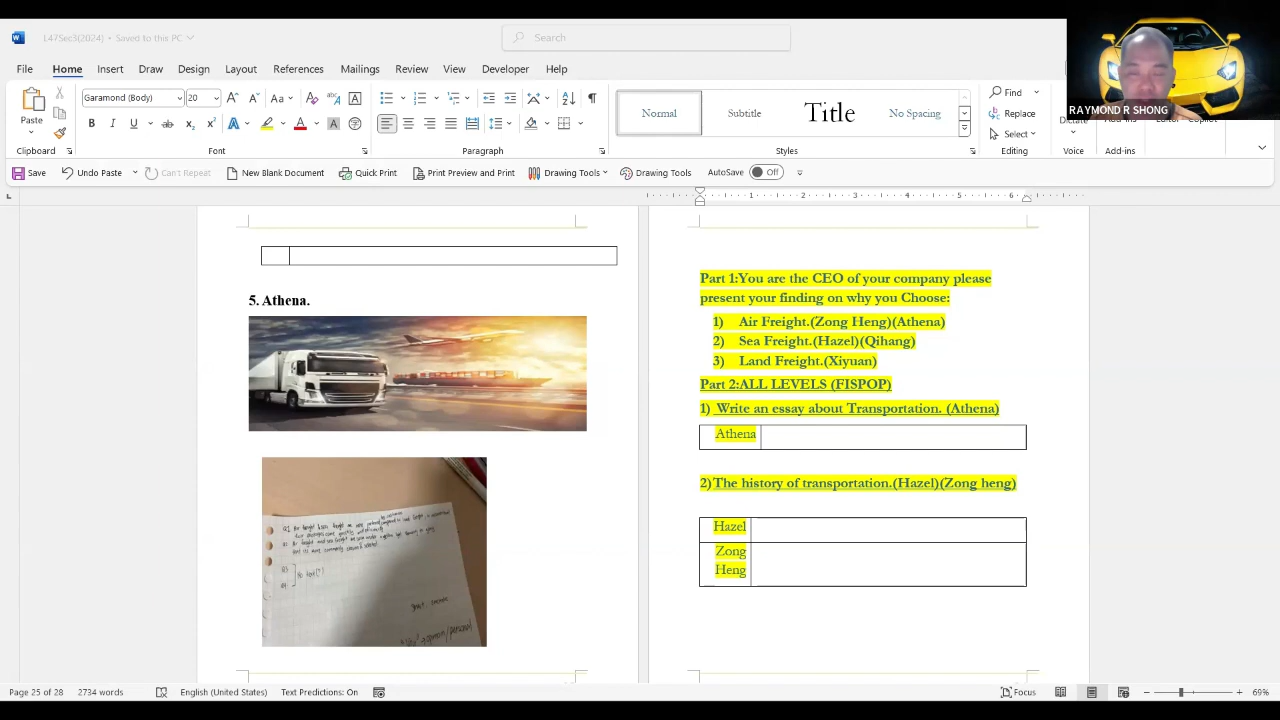 L47Sec3(2024) • Saved to this PC
Search
RAYMOND R SHONG
File Home Insert Draw Design Layout References Mailings Review View Developer Help
Paste
Garamond (Body) 20
Normal
Subtitle
Title
No Spacing
Find
Replace
Select
Dictate
Clipboard Font Paragraph Styles Editing Voice Add-ins
Save Undo Paste Can't Repeat New Blank Document Quick Print Print Preview and Print Drawing Tools Drawing Tools AutoSave Off
1 2 3 4 5 6
5. Athena.
Part 1:You are the CEO of your company please
present your finding on why you Choose:
1) Air Freight.(Zong Heng)(Athena)
2) Sea Freight.(Hazel)(Qihang)
3) Land Freight.(Xiyuan)
Part 2:ALL LEVELS (FISPOP)
1) Write an essay about Transportation. (Athena)
Athena
2)The history of transportation.(Hazel)(Zong heng)
Hazel
Zong
Heng
Page 25 of 28 2734 words English (United States) Text Predictions: On Focus 69%